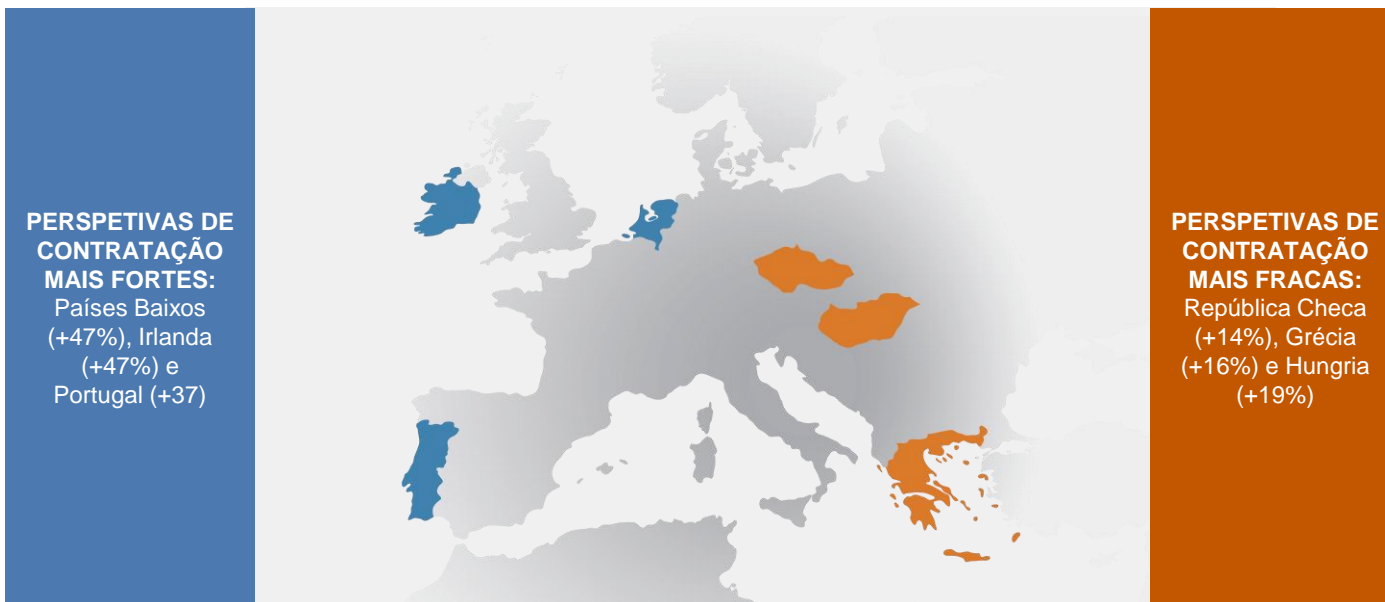 PERSPETIVAS DE
CONTRATAÇÃO
MAIS FORTES:
Países Baixos
(+47%), Irlanda
(+47%) e
Portugal (+37)
PERSPETIVAS DE
CONTRATAÇÃO
MAIS FRACAS:
República Checa
(+14%), Grécia
(+16%) e Hungria
(+19%)